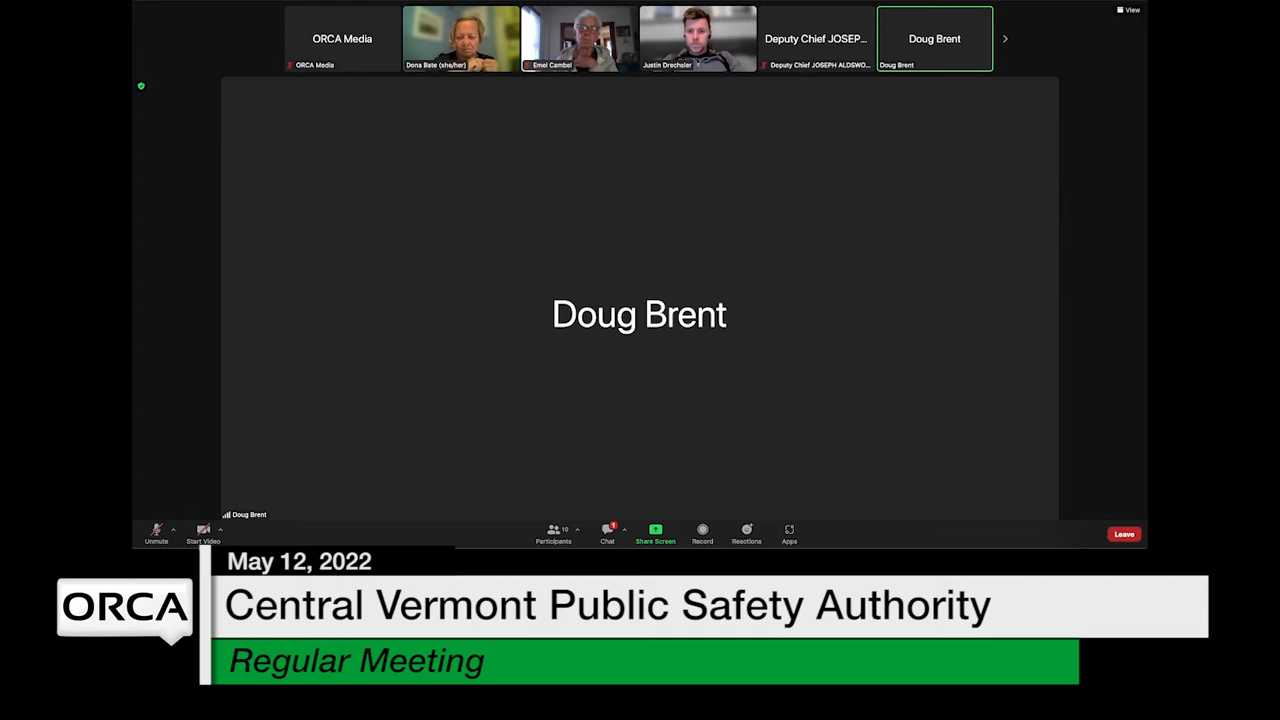 View
ORCA Media
Deputy Chief JOSEP...
Doug Brent
ORCA Media
Dona Bate (she/her)
Emel Cambel
Justin Drechsler
Deputy Chief JOSEPH ALDSWO...
Doug Brent
Doug Brent
Doug Brent
Unmute
Start Video
10
Participants
1
Chat
Share Screen
Record
Reactions
Apps
Leave
May 12, 2022
ORCA
Central Vermont Public Safety Authority
Regular Meeting